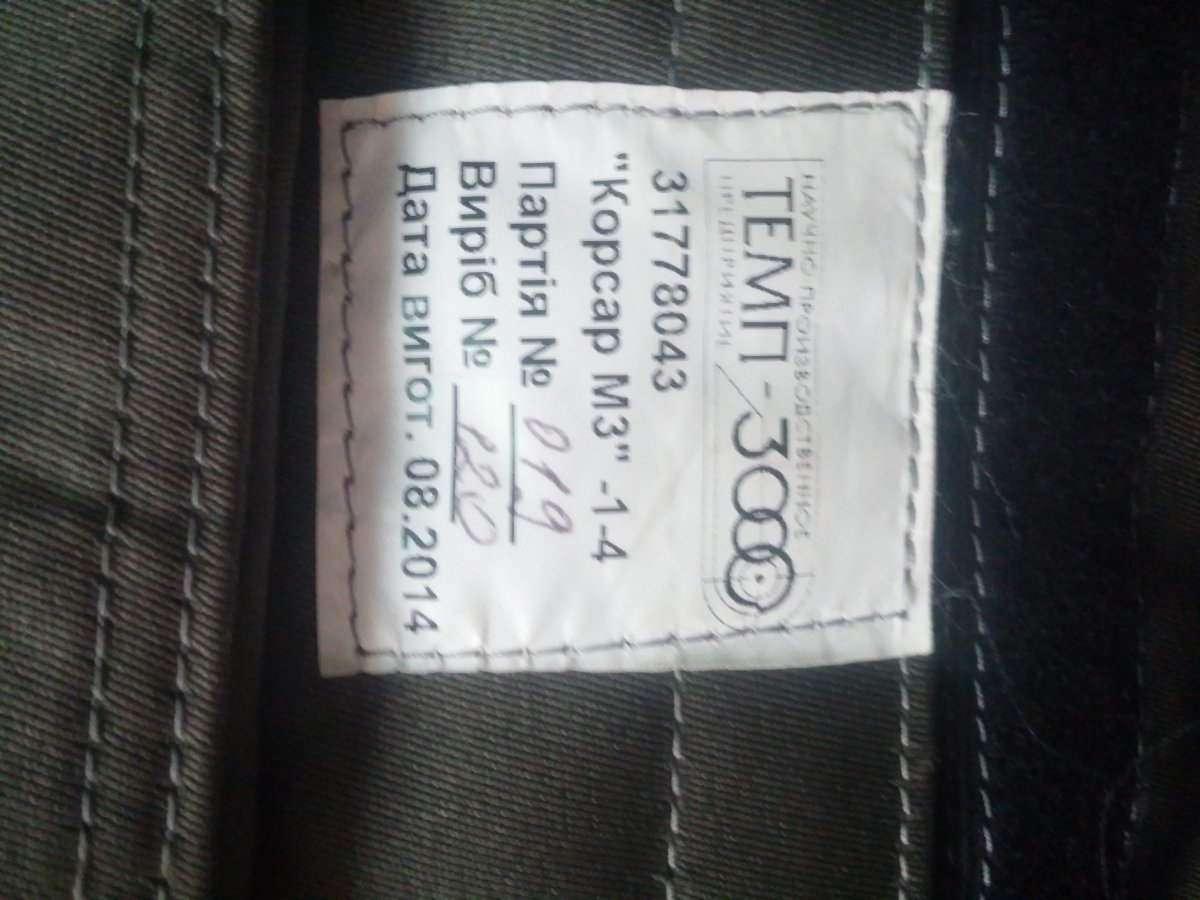 НАУЧНО ПРОИЗВОДСТВЕННОЕ
ТЕМП-3000
ПРЕДПРИЯТИЕ
31778043
"Корсар М3" -1-4
Партія № 019
Виріб № 1220
Дата вигот. 08.2014